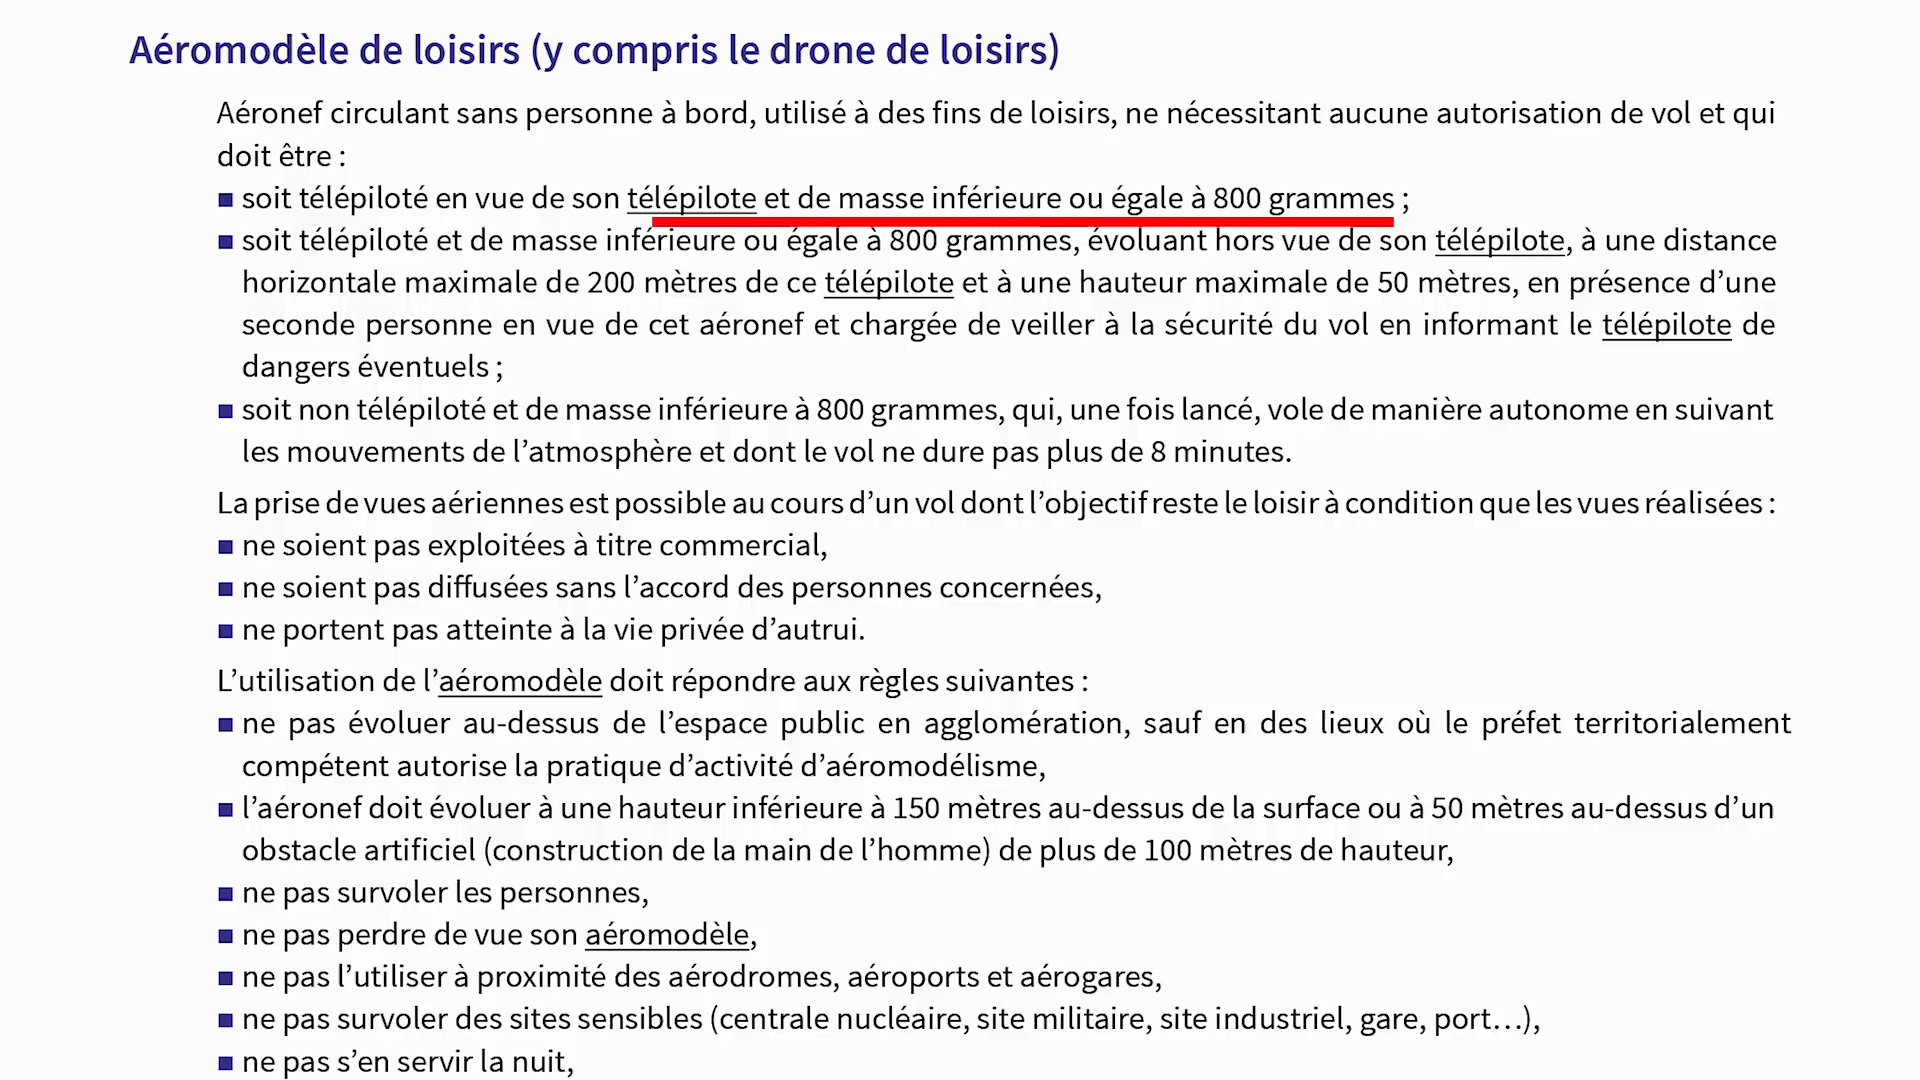 Aéromodèle de loisirs (y compris le drone de loisirs)
Aéronef circulant sans personne à bord, utilisé à des fins de loisirs, ne nécessitant aucune autorisation de vol et qui
doit être :
■ soit télépiloté en vue de son télépilote et de masse inférieure ou égale à 800 grammes ;
■ soit télépiloté et de masse inférieure ou égale à 800 grammes, évoluant hors vue de son télépilote, à une distance
horizontale maximale de 200 mètres de ce télépilote et à une hauteur maximale de 50 mètres, en présence d’une
seconde personne en vue de cet aéronef et chargée de veiller à la sécurité du vol en informant le télépilote de
dangers éventuels ;
■ soit non télépiloté et de masse inférieure à 800 grammes, qui, une fois lancé, vole de manière autonome en suivant
les mouvements de l’atmosphère et dont le vol ne dure pas plus de 8 minutes.
La prise de vues aériennes est possible au cours d’un vol dont l’objectif reste le loisir à condition que les vues réalisées :
■ ne soient pas exploitées à titre commercial,
■ ne soient pas diffusées sans l’accord des personnes concernées,
■ ne portent pas atteinte à la vie privée d’autrui.
L’utilisation de l’aéromodèle doit répondre aux règles suivantes :
■ ne pas évoluer au-dessus de l’espace public en agglomération, sauf en des lieux où le préfet territorialement
compétent autorise la pratique d’activité d’aéromodélisme,
■ l’aéronef doit évoluer à une hauteur inférieure à 150 mètres au-dessus de la surface ou à 50 mètres au-dessus d’un
obstacle artificiel (construction de la main de l’homme) de plus de 100 mètres de hauteur,
■ ne pas survoler les personnes,
■ ne pas perdre de vue son aéromodèle,
■ ne pas l’utiliser à proximité des aérodromes, aéroports et aérogares,
■ ne pas survoler des sites sensibles (centrale nucléaire, site militaire, site industriel, gare, port…),
■ ne pas s’en servir la nuit,